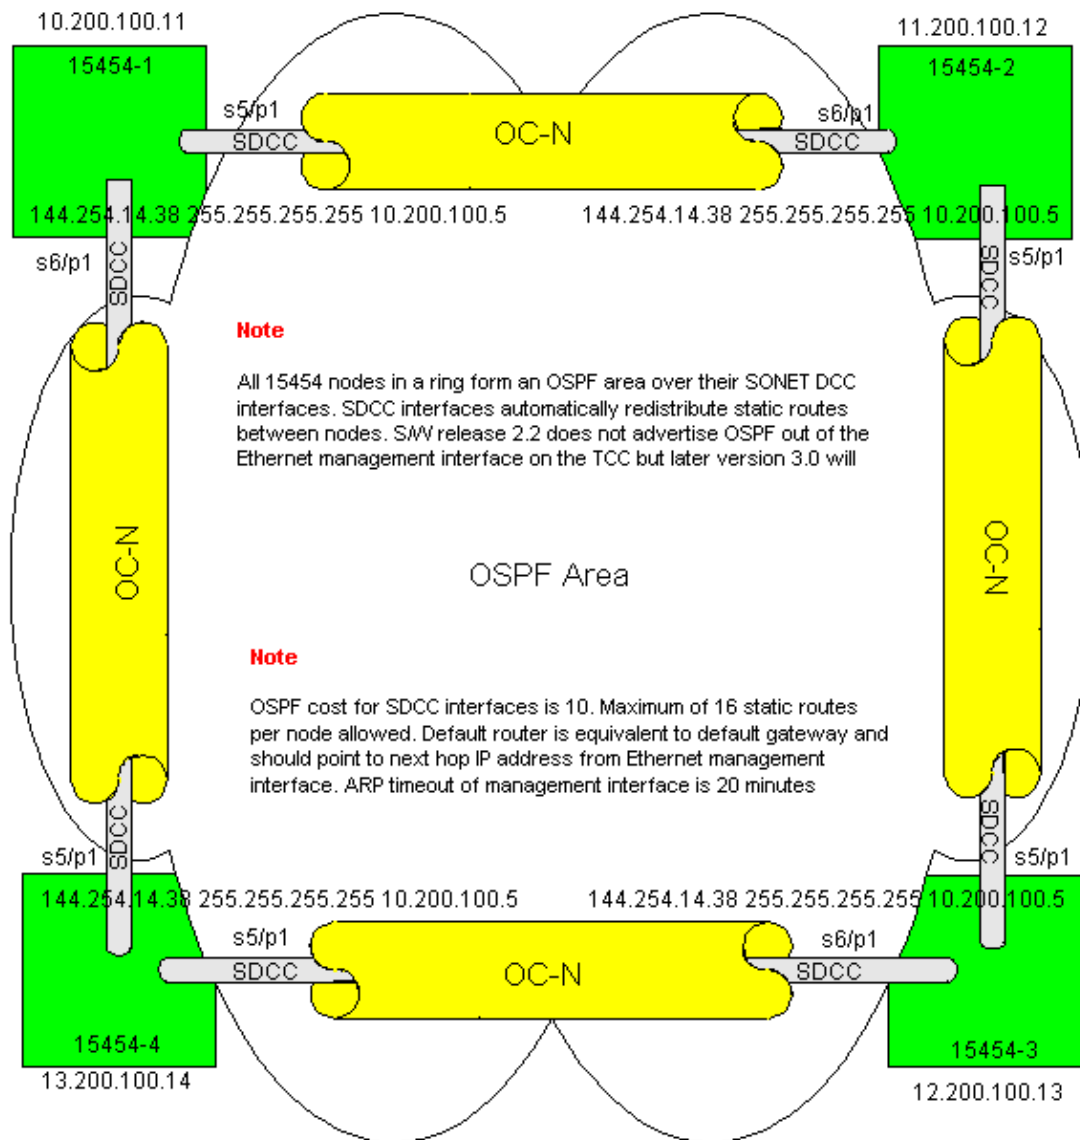 10.200.100.11
11.200.100.12
15454-1
15454-2
s5/p1
SDCC
OC-N
s6/p1
SDCC
144.254.14.38 255.255.255.255 10.200.100.5
144.254.14.38 255.255.255.255 10.200.100.5
s6/p1
SDCC
SDCC
s5/p1
Note
All 15454 nodes in a ring form an OSPF area over their SONET DCC
interfaces. SDCC interfaces automatically redistribute static routes
between nodes. S/W release 2.2 does not advertise OSPF out of the
Ethernet management interface on the TCC but later version 3.0 will
OC-N
OC-N
OSPF Area
Note
OSPF cost for SDCC interfaces is 10. Maximum of 16 static routes
per node allowed. Default router is equivalent to default gateway and
should point to next hop IP address from Ethernet management
interface. ARP timeout of management interface is 20 minutes
s5/p1
SDCC
SDCC
s5/p1
144.254.14.38 255.255.255.255 10.200.100.5
144.254.14.38 255.255.255.255 10.200.100.5
s5/p1
SDCC
OC-N
s6/p1
SDCC
15454-4
15454-3
13.200.100.14
12.200.100.13